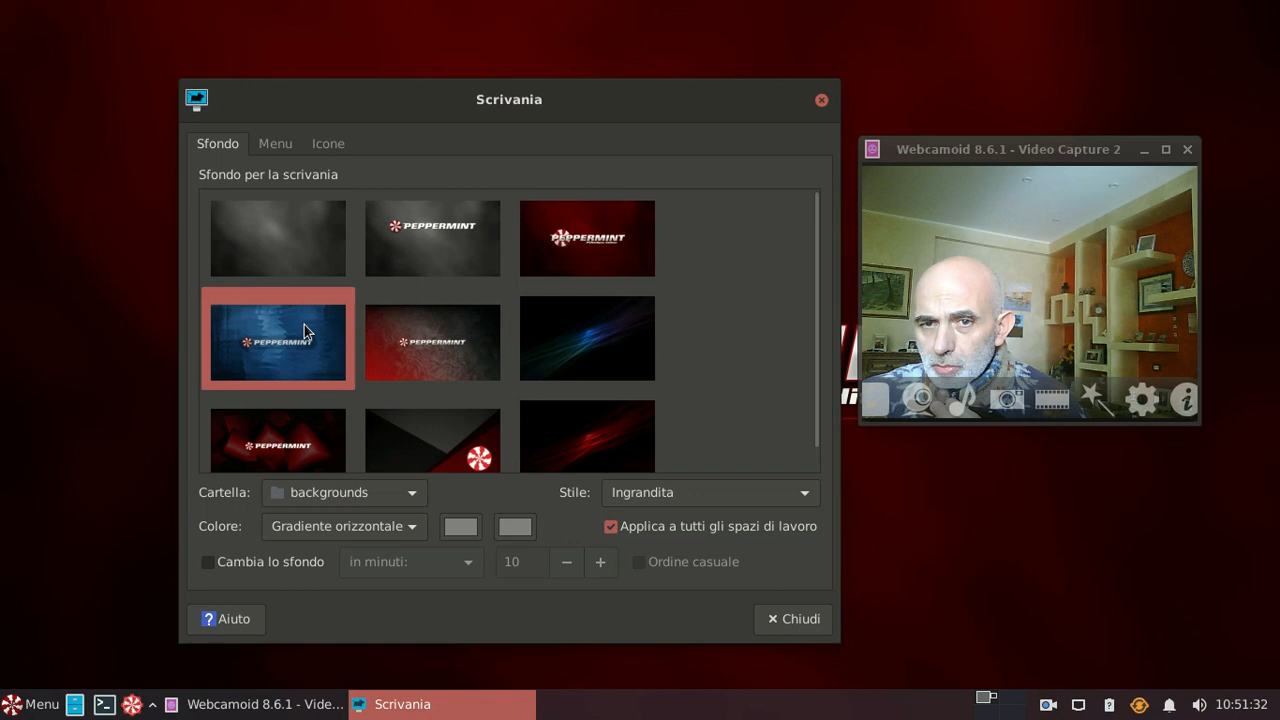 Scrivania
Sfondo Menu Icone
Sfondo per la scrivania
PEPPERMINT
PEPPERMINT
PEPPERMINT
PEPPERMINT
PEPPERMINT
Cartella: backgrounds Stile: Ingrandita
Colore: Gradiente orizzontale Applica a tutti gli spazi di lavoro
Cambia lo sfondo in minuti: 10 Ordine casuale
? Aiuto Chiudi
Webcamoid 8.6.1 - Video Capture 2
Menu Webcamoid 8.6.1 - Vide... Scrivania 10:51:32